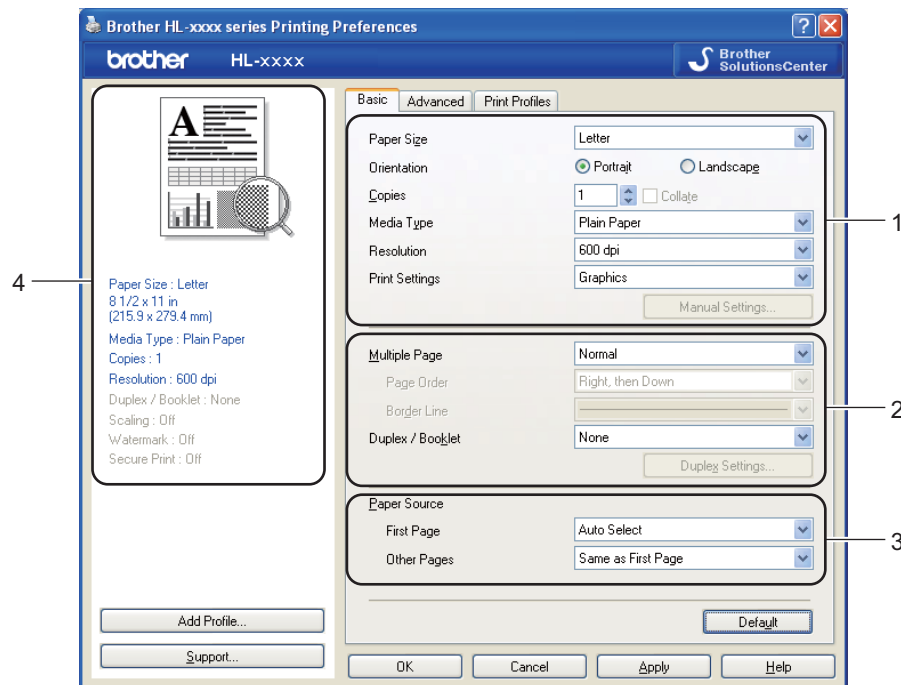 Brother HL-xxxx series Printing Preferences
brother HL-xxxx
Brother
SolutionsCenter
Basic Advanced Print Profiles
A
Paper Size Letter
Orientation Portrait Landscape
Copies 1 Collate
Media Type Plain Paper
Resolution 600 dpi
Print Settings Graphics
Manual Settings...
1
4
Paper Size : Letter
8 1/2 x 11 in
(215.9 x 279.4 mm)
Media Type : Plain Paper
Copies : 1
Resolution : 600 dpi
Duplex / Booklet : None
Scaling : Off
Watermark : Off
Secure Print : Off
Multiple Page Normal
Page Order Right, then Down
Border Line
Duplex / Booklet None
Duplex Settings...
2
Paper Source
First Page Auto Select
Other Pages Same as First Page
3
Add Profile...
Support...
Default
OK Cancel Apply Help